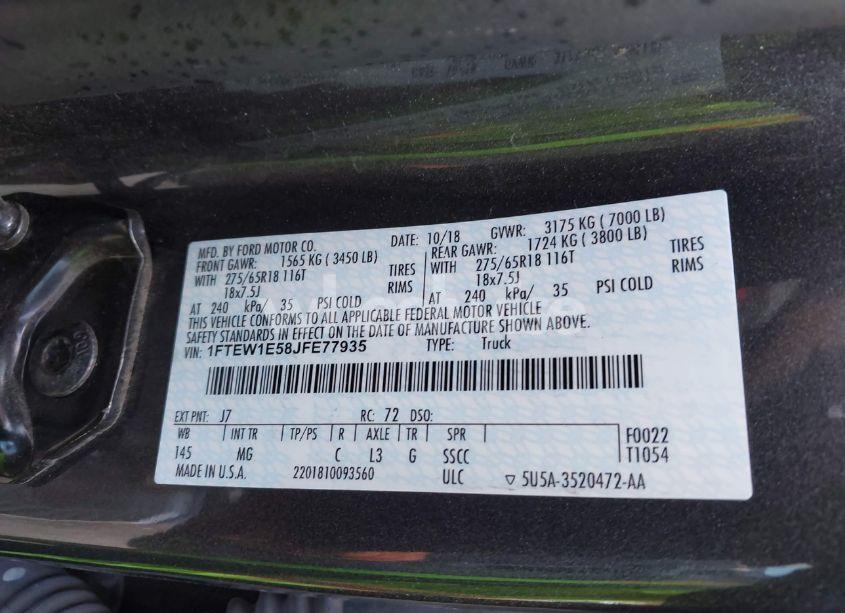 MFD. BY FORD MOTOR CO.
DATE: 10/18 GVWR: 3175 KG ( 7000 LB)
FRONT GAWR: 1565 KG ( 3450 LB)
WITH 275/65R18 116T TIRES
18x7.5J RIMS
AT 240 kPa/ 35 PSI COLD
REAR GAWR: 1724 KG ( 3800 LB)
WITH 275/65R18 116T TIRES
18x7.5J RIMS
AT 240 kPa/ 35 PSI COLD
THIS VEHICLE CONFORMS TO ALL APPLICABLE FEDERAL MOTOR VEHICLE
SAFETY STANDARDS IN EFFECT ON THE DATE OF MANUFACTURE SHOWN ABOVE.
VIN: 1FTEW1E58JFE77935 TYPE: Truck
EXT PNT: J7 RC: 72 DSO:
WB INT TR TP/PS R AXLE TR SPR F0022
145 MG C L3 G SSCC T1054
MADE IN U.S.A. 2201810093560 ULC ▽ 5U5A-3520472-AA